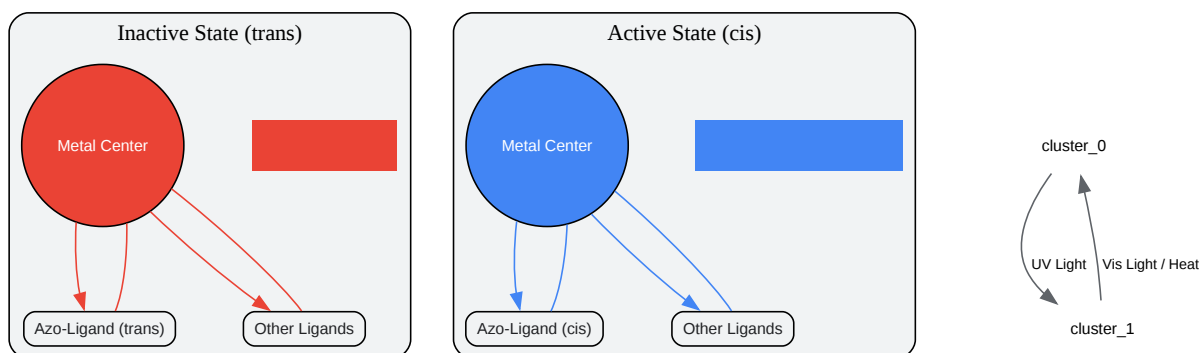 Inactive State (trans)
Metal Center
Azo-Ligand (trans)
Other Ligands
Active State (cis)
Metal Center
Azo-Ligand (cis)
Other Ligands
cluster_0
UV Light
Vis Light / Heat
cluster_1